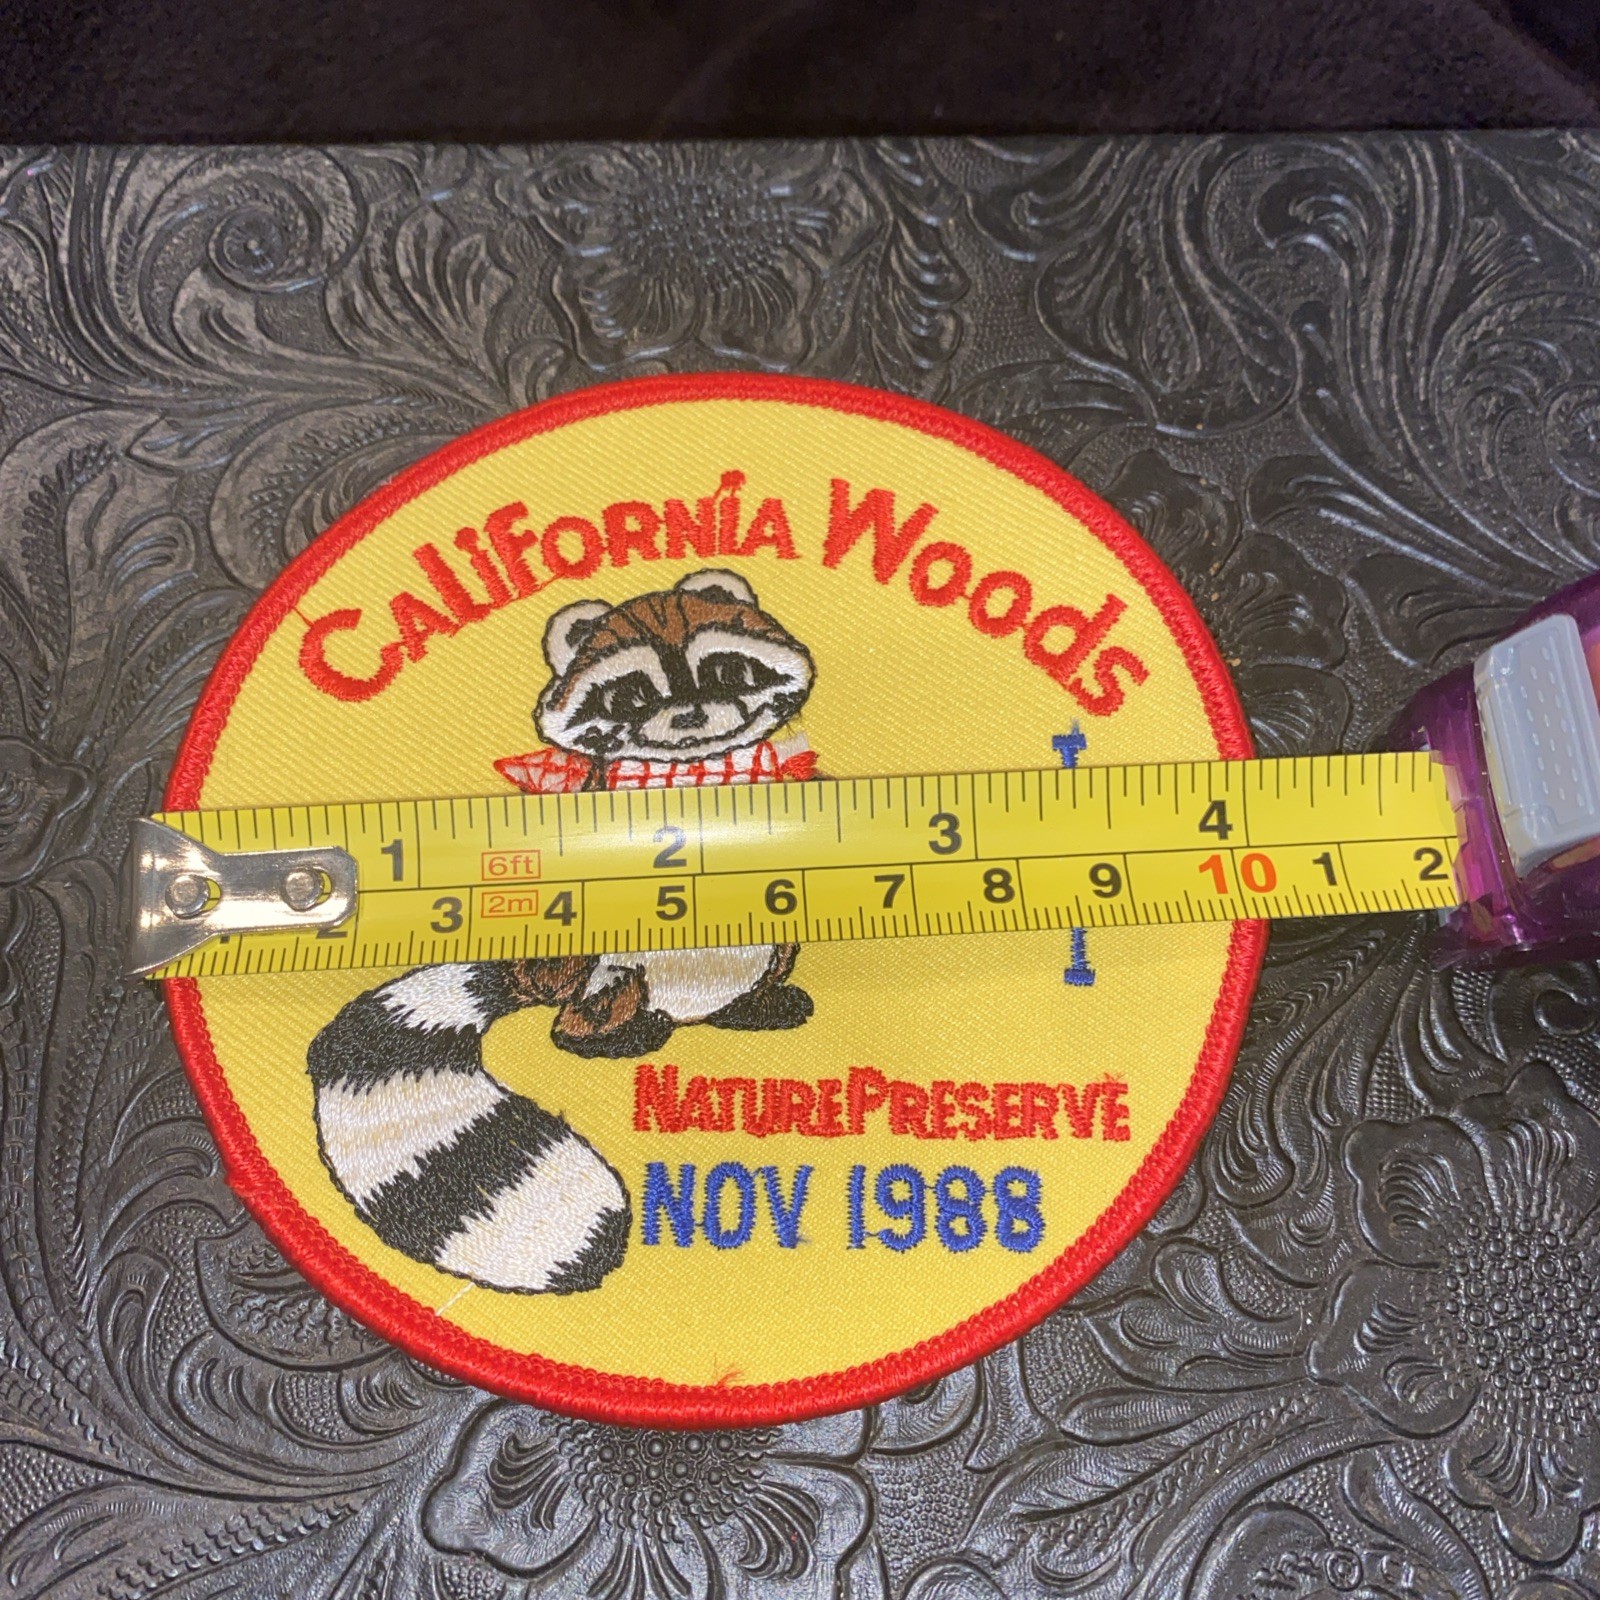 California Woods
I
1 6ft 2 3 4
1 2 3 2m 4 5 6 7 8 9 10 1 2
I
NATURE PRESERVE
NOV 1988